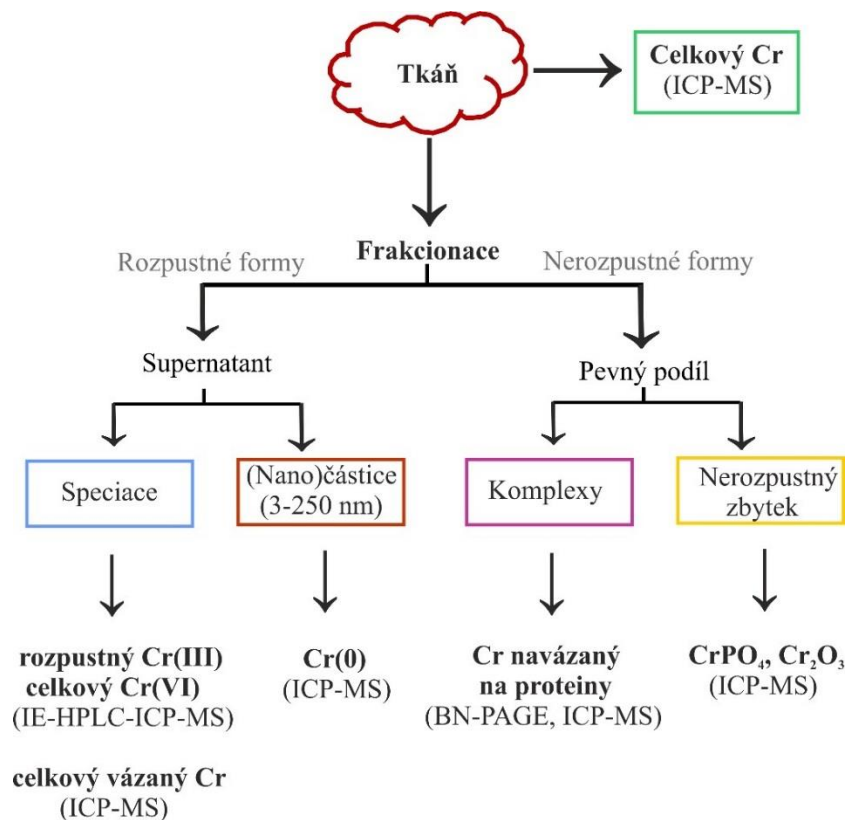 Tkáň
Celkový Cr
(ICP-MS)
Rozpustné formy
Frakcionace
Nerozpustné formy
Supernatant
Pevný podíl
Speciace
(Nano)částice
(3-250 nm)
Komplexy
Nerozpustný
zbytek
rozpustný Cr(III)
celkový Cr(VI)
(IE-HPLC-ICP-MS)
celkový vázaný Cr
(ICP-MS)
Cr(0)
(ICP-MS)
Cr navázaný
na proteiny
(BN-PAGE, ICP-MS)
CrPO₄, Cr₂O₃
(ICP-MS)